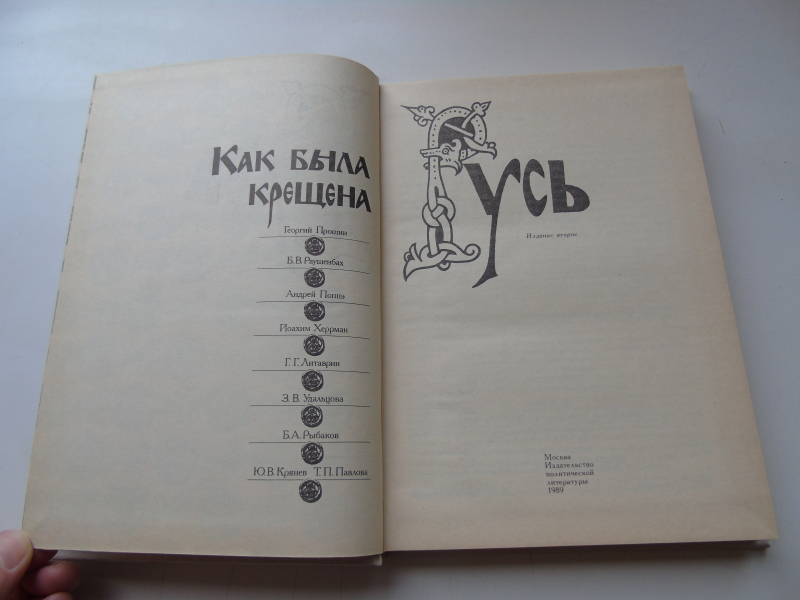 Как была
крещена
Георгий Прошин
Б. В. Раушенбах
Андрей Поппэ
Иоахим Херрман
Г. Г. Литаврин
З. В. Удальцова
Б. А. Рыбаков
Ю. В. Крянев Т. П. Павлова
Русь
Издание второе
Москва
Издательство
политической
литературы
1989